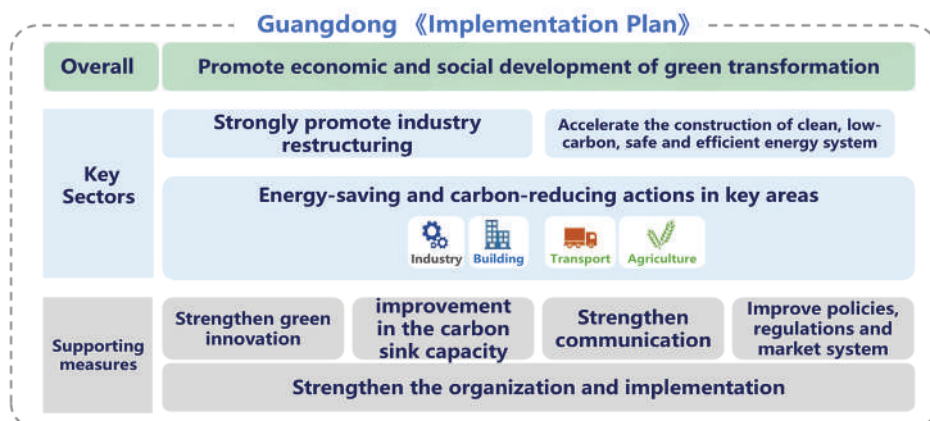 Guangdong 《Implementation Plan》
Overall
Promote economic and social development of green transformation
Key
Sectors
Strongly promote industry
restructuring
Accelerate the construction of clean, low-
carbon, safe and efficient energy system
Energy-saving and carbon-reducing actions in key areas
Industry
Building
Transport
Agriculture
Supporting
measures
Strengthen green
innovation
improvement
in the carbon
sink capacity
Strengthen
communication
Improve policies,
regulations and
market system
Strengthen the organization and implementation